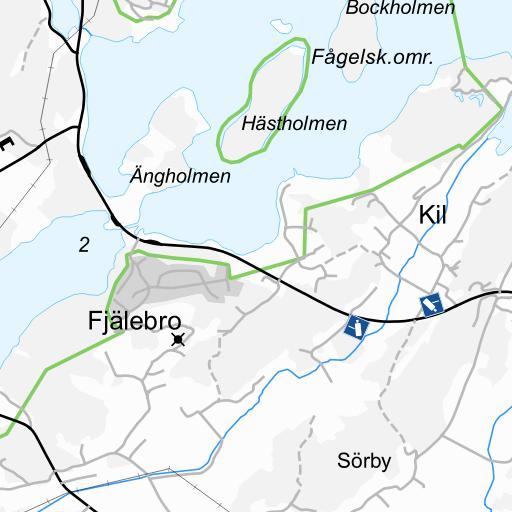 Bockholmen
Fågelsk.omr.
Hästholmen
Ängholmen
Kil
2
Fjälebro
Sörby